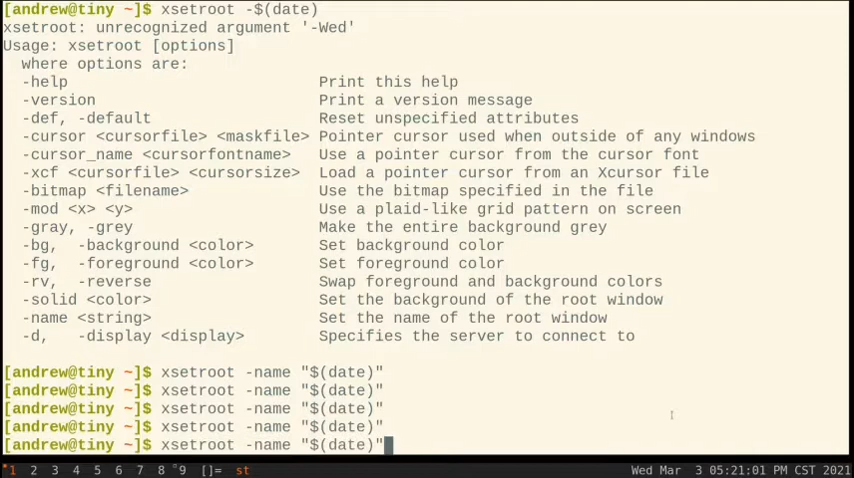 [andrew@tiny ~]$ xsetroot -$(date)
xsetroot: unrecognized argument '-Wed'
Usage: xsetroot [options]
  where options are:
  -help                           Print this help
  -version                        Print a version message
  -def, -default                  Reset unspecified attributes
  -cursor <cursorfile> <maskfile> Pointer cursor used when outside of any windows
  -cursor_name <cursorfontname>   Use a pointer cursor from the cursor font
  -xcf <cursorfile> <cursorsize>  Load a pointer cursor from an Xcursor file
  -bitmap <filename>              Use the bitmap specified in the file
  -mod <x> <y>                    Use a plaid-like grid pattern on screen
  -gray, -grey                    Make the entire background grey
  -bg,  -background <color>       Set background color
  -fg,  -foreground <color>       Set foreground color
  -rv, -reverse                   Swap foreground and background colors
  -solid <color>                  Set the background of the root window
  -name <string>                  Set the name of the root window
  -d,   -display <display>        Specifies the server to connect to
[andrew@tiny ~]$ xsetroot -name "$(date)"
[andrew@tiny ~]$ xsetroot -name "$(date)"
[andrew@tiny ~]$ xsetroot -name "$(date)"
[andrew@tiny ~]$ xsetroot -name "$(date)"
[andrew@tiny ~]$ xsetroot -name "$(date)"
1 2 3 4 5 6 7 8 9 []= st Wed Mar  3 05:21:01 PM CST 2021